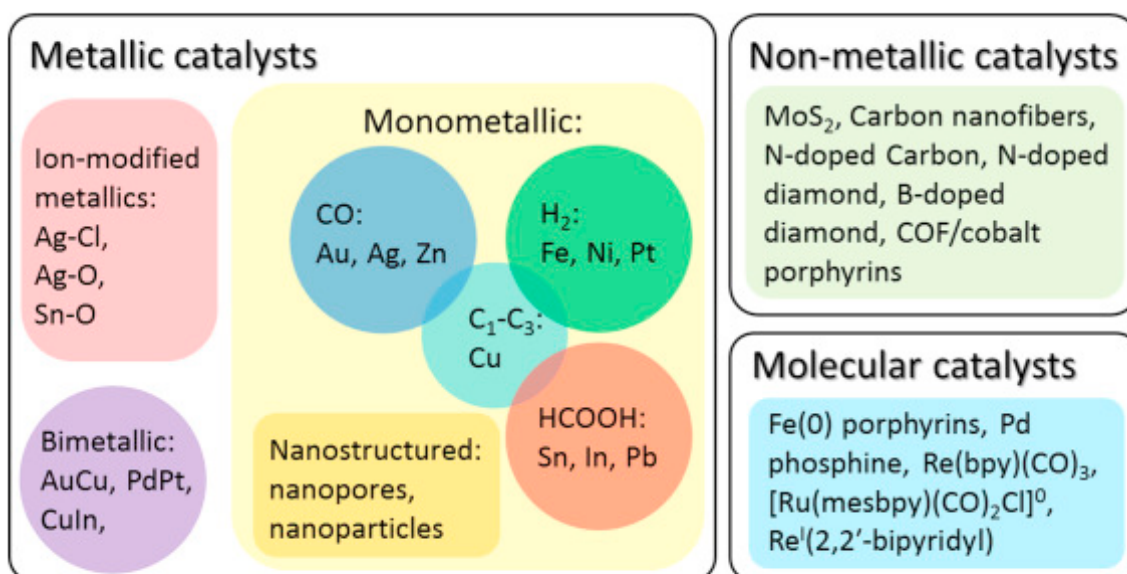 Metallic catalysts
Ion-modified
metallics:
Ag-Cl,
Ag-O,
Sn-O
Bimetallic:
AuCu, PdPt,
CuIn,
Monometallic:
CO:
Au, Ag, Zn
H₂:
Fe, Ni, Pt
C₁-C₃:
Cu
HCOOH:
Sn, In, Pb
Nanostructured:
nanopores,
nanoparticles
Non-metallic catalysts
MoS₂, Carbon nanofibers,
N-doped Carbon, N-doped
diamond, B-doped
diamond, COF/cobalt
porphyrins
Molecular catalysts
Fe(0) porphyrins, Pd
phosphine, Re(bpy)(CO)₃,
[Ru(mesbpy)(CO)₂Cl]⁰,
Reᴵ(2,2′-bipyridyl)